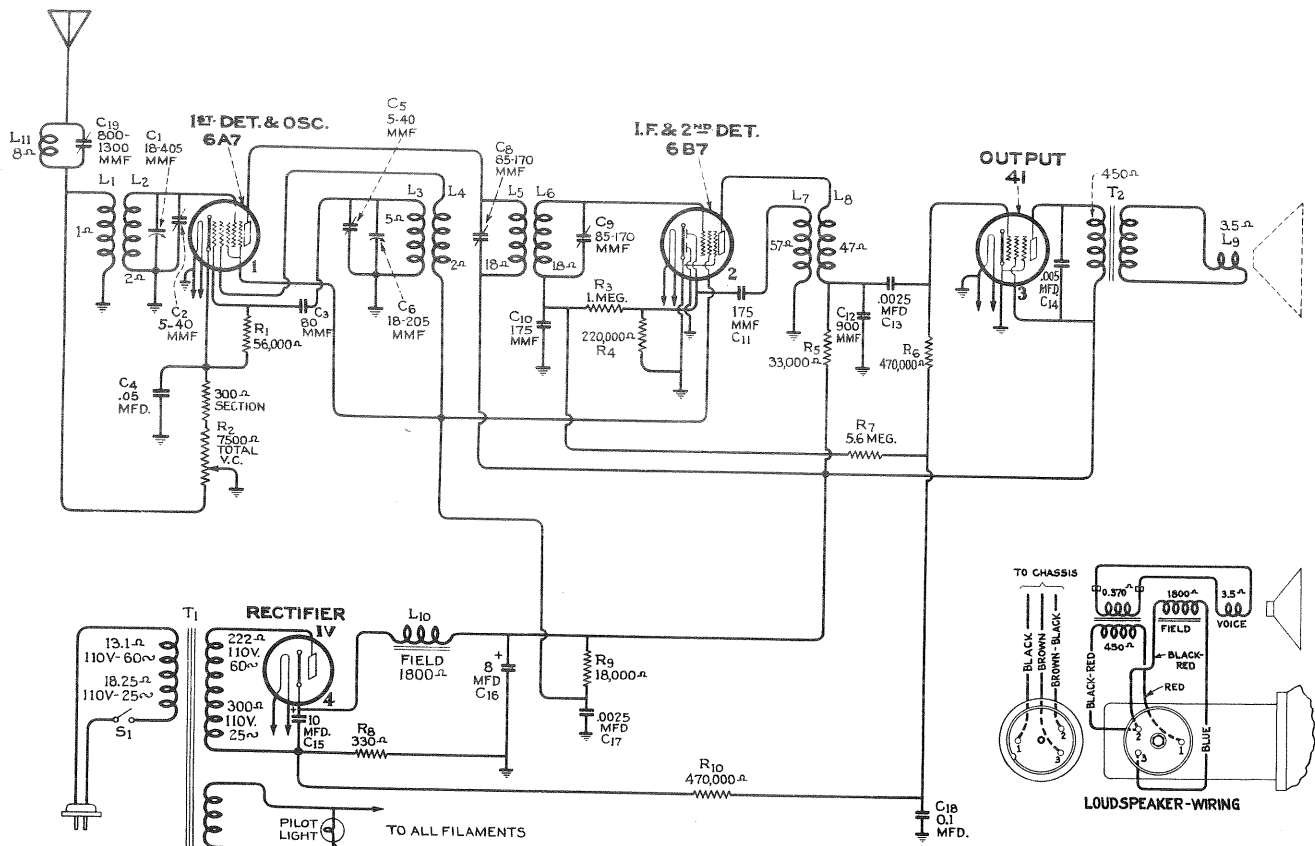 L11
8Ω
C19
800-
1300
MMF
C1
18-405
MMF
1ST. DET. & OSC.
6A7
C5
5-40
MMF
C8
85-170
MMF
I.F. & 2ND. DET.
6B7
OUTPUT
41
450Ω
T2
3.5Ω
L9
L1
L2
1Ω
2Ω
1
C2
5-40
MMF
R1
56,000Ω
C3
80
MMF
L3
L4
5Ω
2Ω
C6
18-205
MMF
L5
L6
18Ω
18Ω
C9
85-170
MMF
C10
175
MMF
R3
1 MEG.
220,000Ω
R4
2
175
MMF
C11
L7
L8
57Ω
47Ω
R5
33,000Ω
C12
900
MMF
.0025
MFD
C13
R6
470,000Ω
3
.005
MFD.
C14
C4
.05
MFD.
300Ω
SECTION
R2
7500Ω
TOTAL
V.C.
R7
5.6 MEG.
T1
RECTIFIER
1V
13.1Ω
110V-60~
18.25Ω
110V-25~
S1
222Ω
110V.
60~
300Ω
110V.
25~
4
+
10
MFD.
C15
L10
FIELD
1800Ω
R8
330Ω
+
8
MFD
C16
R9
18,000Ω
.0025
MFD
C17
R10
470,000Ω
C18
0.1
MFD.
PILOT
LIGHT
TO ALL FILAMENTS
TO CHASSIS
BLACK
BROWN
BROWN-BLACK
1
2
3
0.370Ω
1800Ω
3.5Ω
FIELD
VOICE
450Ω
BLACK-RED
BLACK-
RED
RED
BLUE
2
1
3
LOUDSPEAKER-WIRING